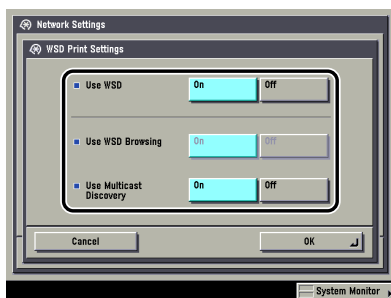 Network Settings
WSD Print Settings
Use WSD
On
Off
Use WSD Browsing
On
Off
Use Multicast
Discovery
On
Off
Cancel
OK
System Monitor